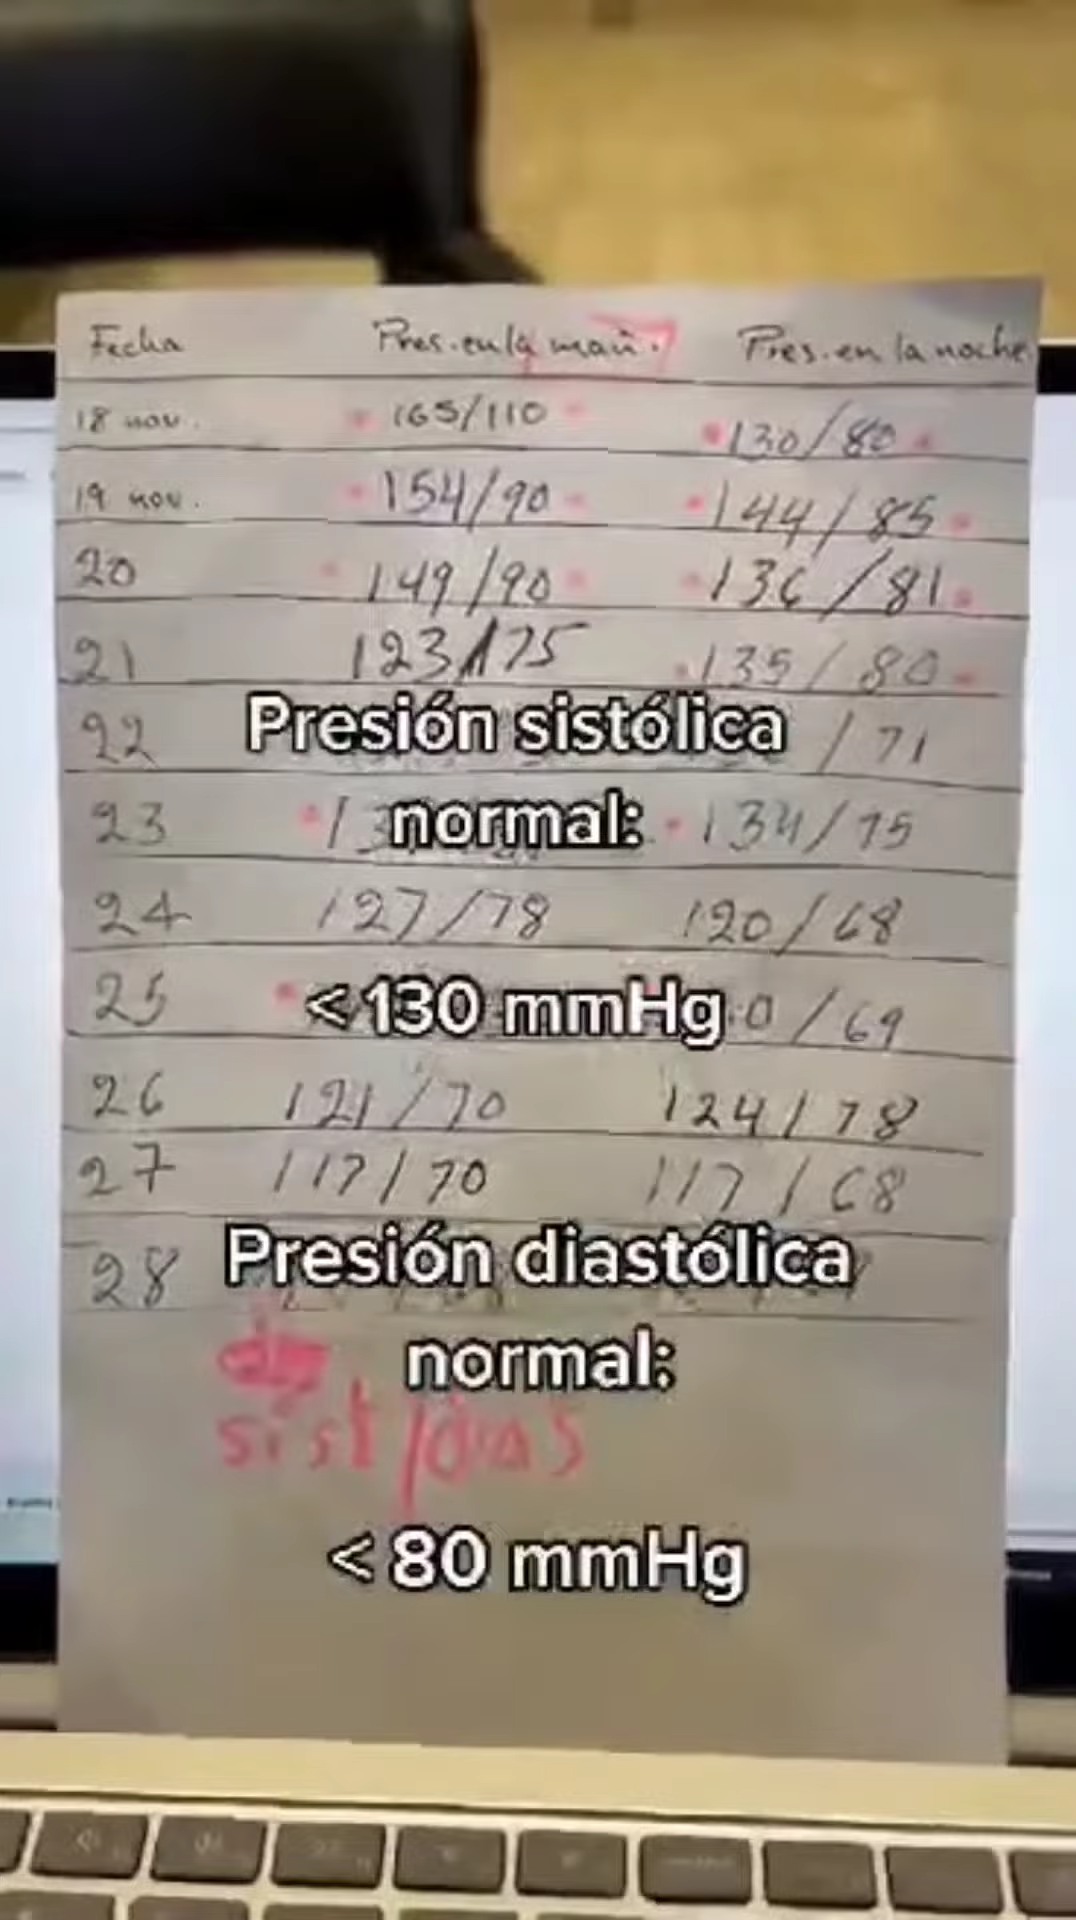 Fecha Pres. en la mañ. Pres. en la noche
18 nov. 165/110 130/80
19 nov. 154/90 144/85
20 149/90 136/81
21 123/75 135/80
22 /71
Presión sistólica
23 134/75
normal:
24 127/78 120/68
25 /69
< 130 mmHg
26 121/70 124/78
27 117/70 117/68
28
Presión diastólica
normal:
sist/dias
< 80 mmHg